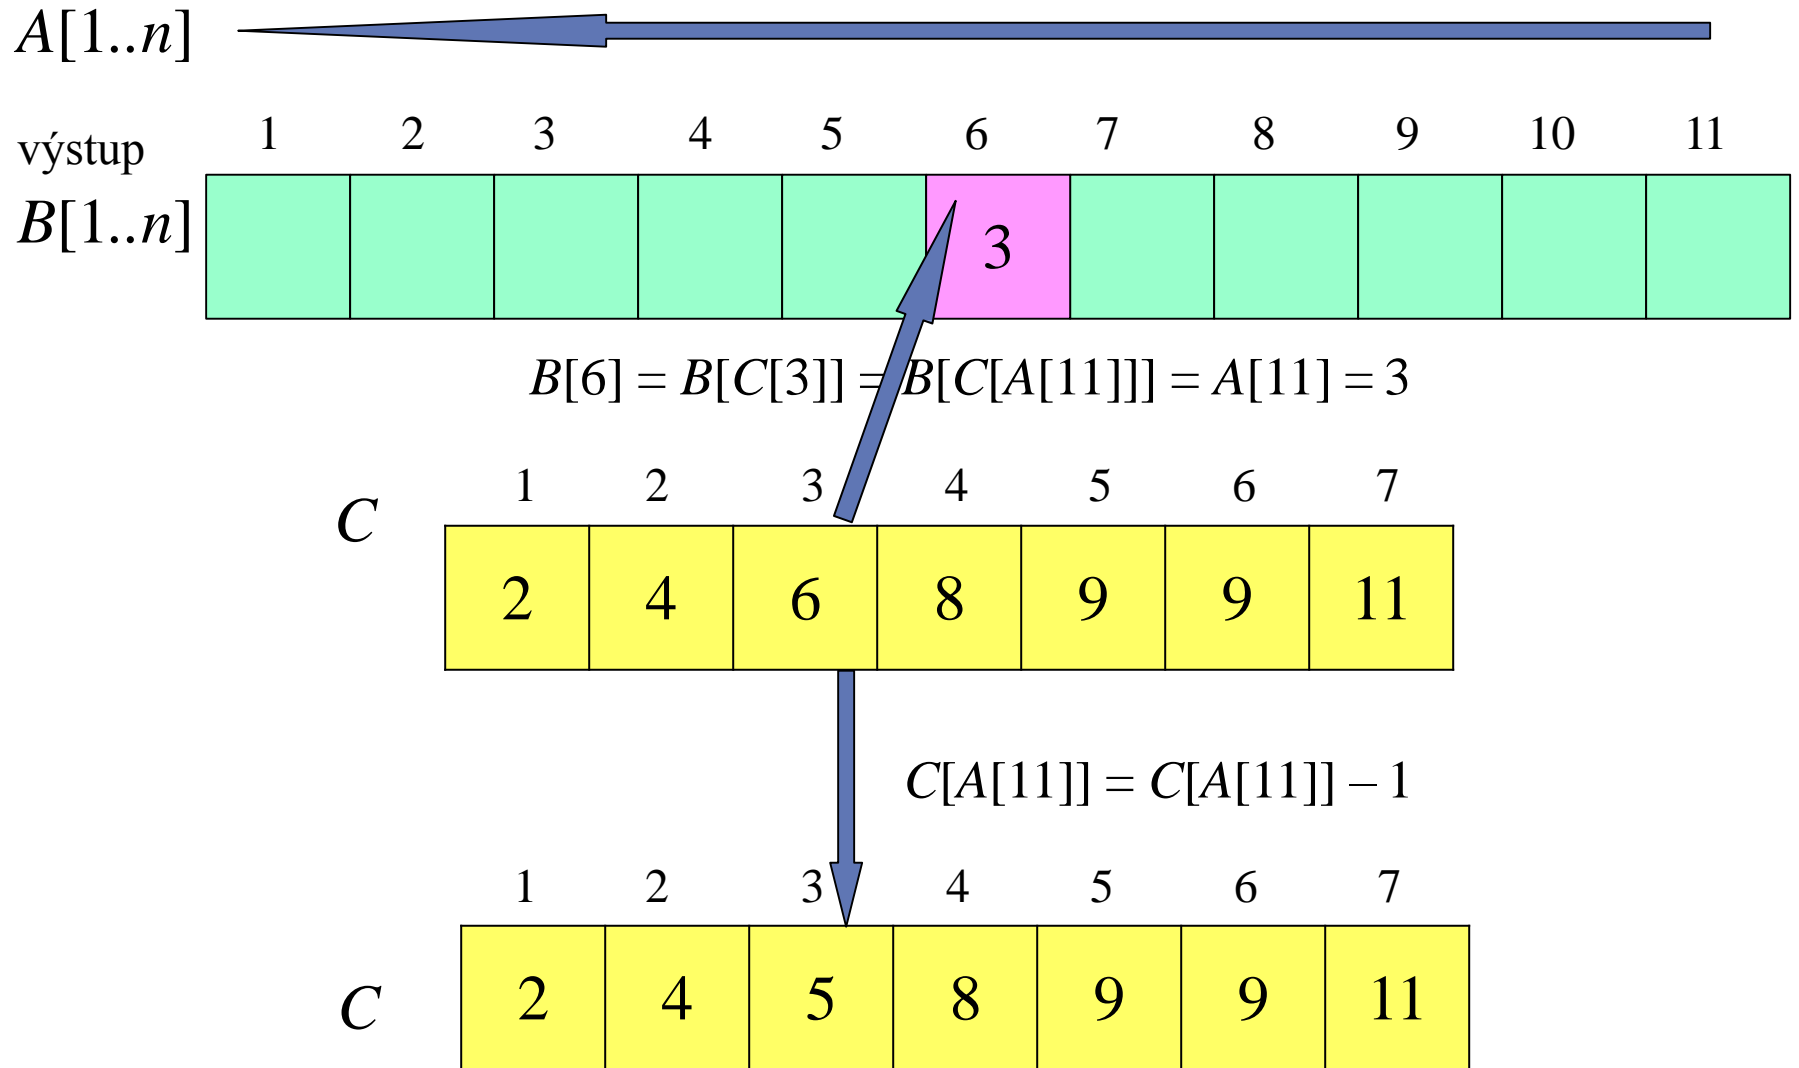 A[1..n]
výstup 1 2 3 4 5 6 7 8 9 10 11
B[1..n] 3
B[6] = B[C[3]] = B[C[A[11]]] = A[11] = 3
1 2 3 4 5 6 7
C
2 4 6 8 9 9 11
C[A[11]] = C[A[11]] – 1
1 2 3 4 5 6 7
C 2 4 5 8 9 9 11